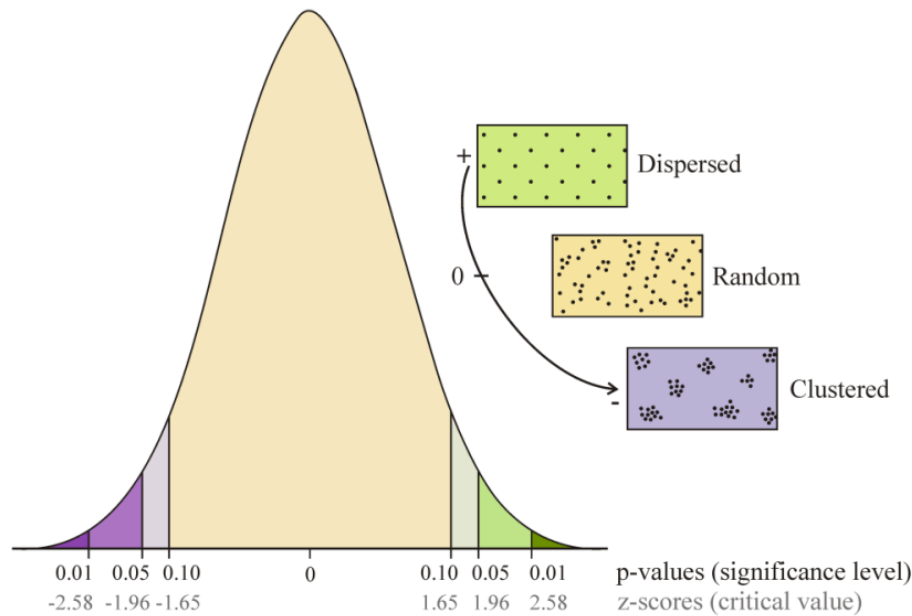 +
Dispersed
0
Random
-
Clustered
0.01 0.05 0.10 0 0.10 0.05 0.01 p-values (significance level)
-2.58 -1.96 -1.65 1.65 1.96 2.58 z-scores (critical value)